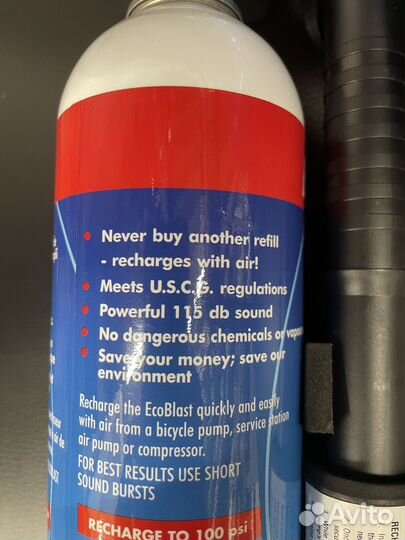 • Never buy another refill
- recharges with air!
• Meets U.S.C.G. regulations
• Powerful 115 db sound
• No dangerous chemicals or vapours
• Save your money; save our
environment
Recharge the EcoBlast quickly and easily
with air from a bicycle pump, service station
air pump or compressor.
FOR BEST RESULTS USE SHORT
SOUND BURSTS
RECHARGE TO 100 psi
Avito